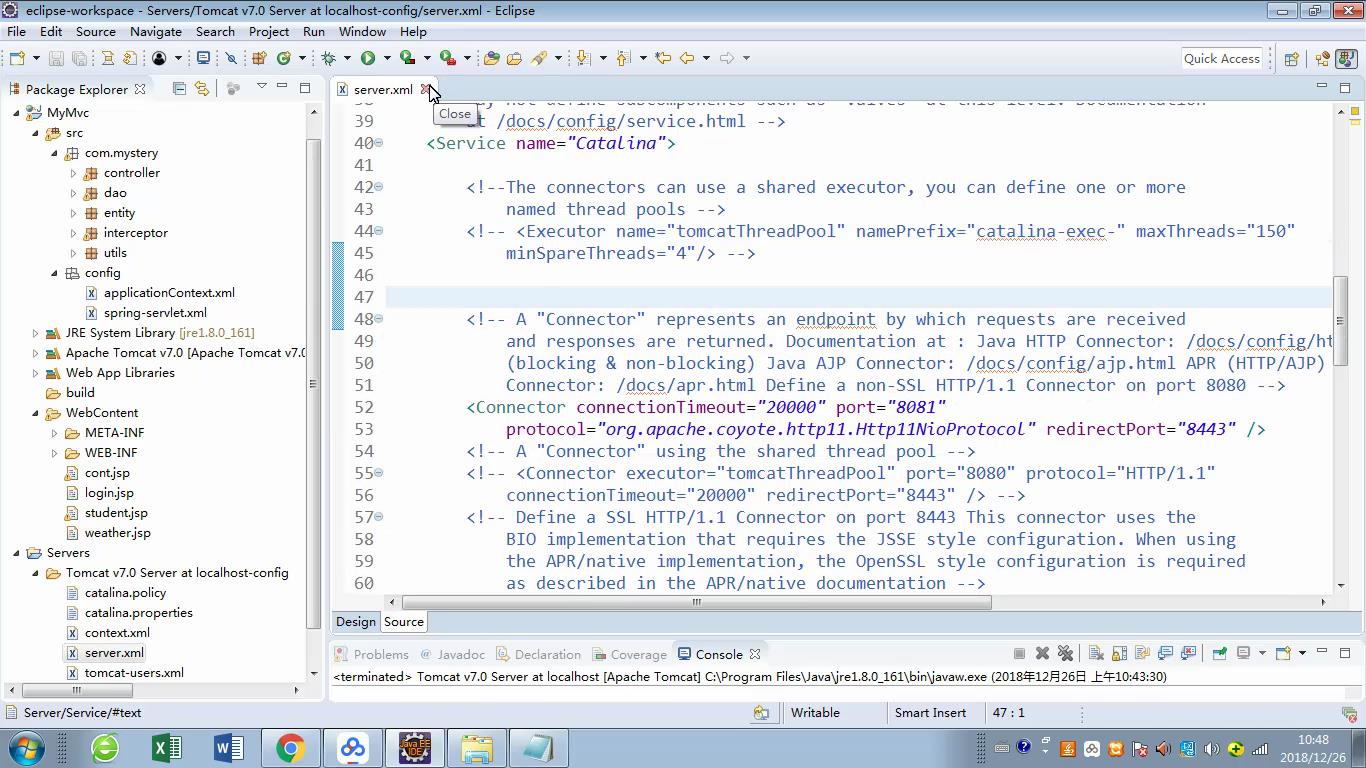 eclipse-workspace - Servers/Tomcat v7.0 Server at localhost-config/server.xml - Eclipse
File Edit Source Navigate Search Project Run Window Help
Quick Access
Package Explorer
MyMvc
src
com.mystery
controller
dao
entity
interceptor
utils
config
applicationContext.xml
spring-servlet.xml
JRE System Library [jre1.8.0_161]
Apache Tomcat v7.0 [Apache Tomcat v7.0
Web App Libraries
build
WebContent
META-INF
WEB-INF
cont.jsp
login.jsp
student.jsp
weather.jsp
Servers
Tomcat v7.0 Server at localhost-config
catalina.policy
catalina.properties
context.xml
server.xml
tomcat-users.xml
server.xml
Close
38 may not define subcomponents such as "Valves" at this level. Documentation
39 at /docs/config/service.html -->
40 <Service name="Catalina">
41
42 <!--The connectors can use a shared executor, you can define one or more
43 named thread pools -->
44 <!-- <Executor name="tomcatThreadPool" namePrefix="catalina-exec-" maxThreads="150"
45 minSpareThreads="4"/> -->
46
47
48 <!-- A "Connector" represents an endpoint by which requests are received
49 and responses are returned. Documentation at : Java HTTP Connector: /docs/config/ht
50 (blocking & non-blocking) Java AJP Connector: /docs/config/ajp.html APR (HTTP/AJP)
51 Connector: /docs/apr.html Define a non-SSL HTTP/1.1 Connector on port 8080 -->
52 <Connector connectionTimeout="20000" port="8081"
53 protocol="org.apache.coyote.http11.Http11NioProtocol" redirectPort="8443" />
54 <!-- A "Connector" using the shared thread pool -->
55 <!-- <Connector executor="tomcatThreadPool" port="8080" protocol="HTTP/1.1"
56 connectionTimeout="20000" redirectPort="8443" /> -->
57 <!-- Define a SSL HTTP/1.1 Connector on port 8443 This connector uses the
58 BIO implementation that requires the JSSE style configuration. When using
59 the APR/native implementation, the OpenSSL style configuration is required
60 as described in the APR/native documentation -->
Design Source
Problems Javadoc Declaration Coverage Console
<terminated> Tomcat v7.0 Server at localhost [Apache Tomcat] C:\Program Files\Java\jre1.8.0_161\bin\javaw.exe (2018年12月26日 上午10:43:30)
Server/Service/#text Writable Smart Insert 47 : 1
Java EE
IDE
10:48
2018/12/26